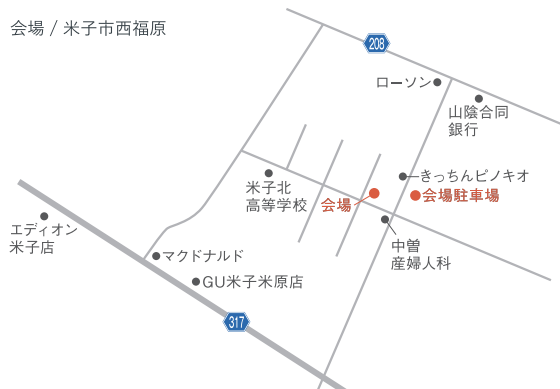 会場 / 米子市西福原
208
ローソン
山陰合同
銀行
きっちんピノキオ
米子北
高等学校
会場
会場駐車場
エディオン
米子店
中曽
産婦人科
マクドナルド
GU米子米原店
317